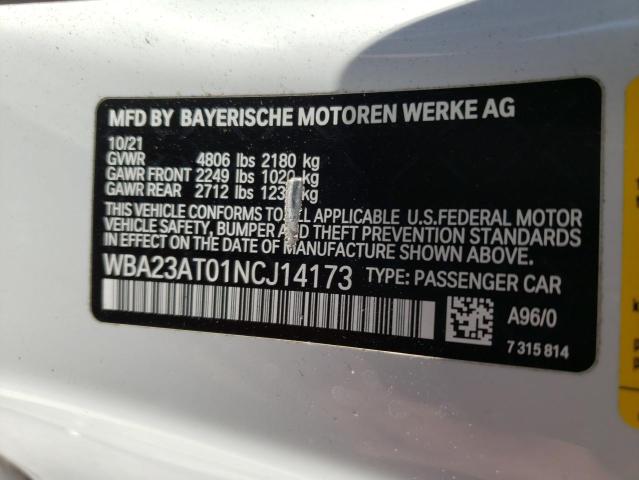 MFD BY BAYERISCHE MOTOREN WERKE AG
10/21
GVWR 4806 lbs 2180 kg
GAWR FRONT 2249 lbs 1020 kg
GAWR REAR 2712 lbs kg
THIS VEHICLE CONFORMS TO ALL APPLICABLE U.S.FEDERAL MOTOR
VEHICLE SAFETY, BUMPER AND THEFT PREVENTION STANDARDS
IN EFFECT ON THE DATE OF MANUFACTURE SHOWN ABOVE.
WBA23AT01NCJ14173 TYPE: PASSENGER CAR
A96/0
7 315 814